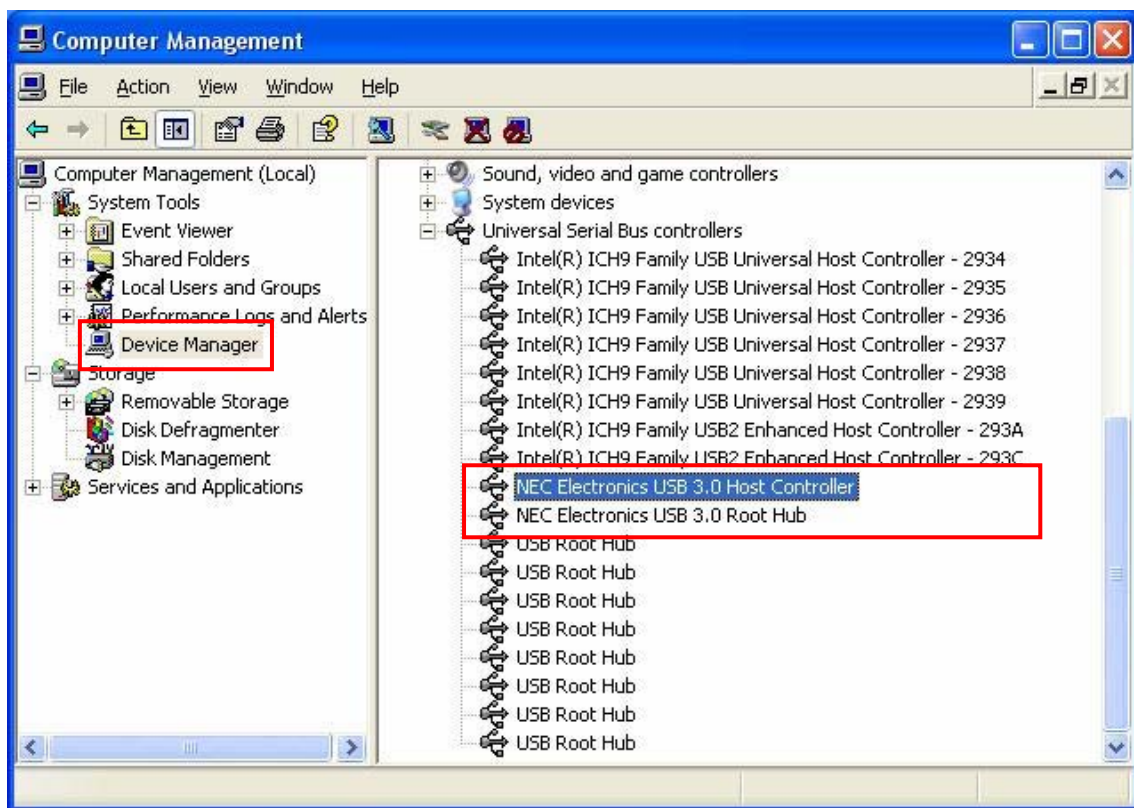 Computer Management
File Action View Window Help
Computer Management (Local)
System Tools
Event Viewer
Shared Folders
Local Users and Groups
Performance Logs and Alerts
Device Manager
Storage
Removable Storage
Disk Defragmenter
Disk Management
Services and Applications
Sound, video and game controllers
System devices
Universal Serial Bus controllers
Intel(R) ICH9 Family USB Universal Host Controller - 2934
Intel(R) ICH9 Family USB Universal Host Controller - 2935
Intel(R) ICH9 Family USB Universal Host Controller - 2936
Intel(R) ICH9 Family USB Universal Host Controller - 2937
Intel(R) ICH9 Family USB Universal Host Controller - 2938
Intel(R) ICH9 Family USB Universal Host Controller - 2939
Intel(R) ICH9 Family USB2 Enhanced Host Controller - 293A
Intel(R) ICH9 Family USB2 Enhanced Host Controller - 293C
NEC Electronics USB 3.0 Host Controller
NEC Electronics USB 3.0 Root Hub
USB Root Hub
USB Root Hub
USB Root Hub
USB Root Hub
USB Root Hub
USB Root Hub
USB Root Hub
USB Root Hub